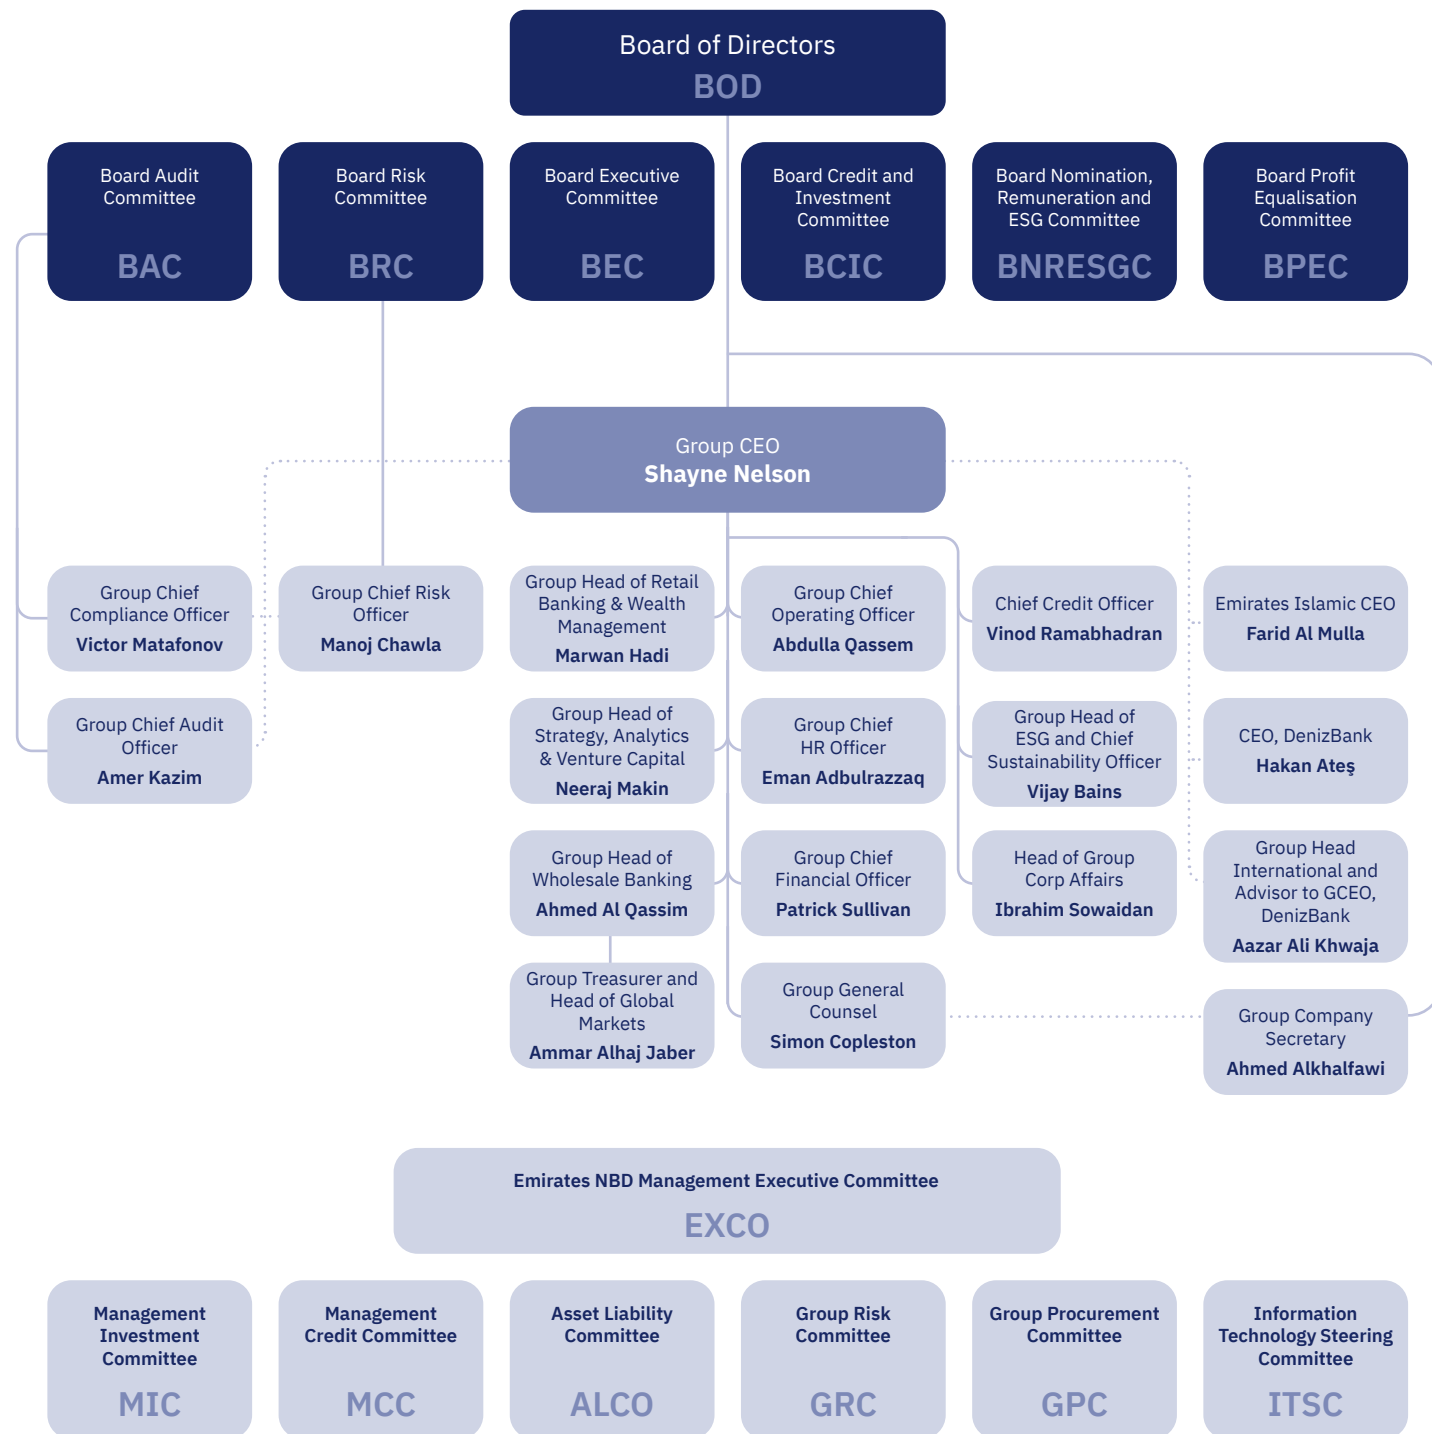 Board of Directors
BOD
Board Audit
Committee
BAC
Board Risk
Committee
BRC
Board Executive
Committee
BEC
Board Credit and
Investment
Committee
BCIC
Board Nomination,
Remuneration and
ESG Committee
BNRESGC
Board Profit
Equalisation
Committee
BPEC
Group CEO
Shayne Nelson
Group Chief
Compliance Officer
Victor Matafonov
Group Chief Risk
Officer
Manoj Chawla
Group Head of Retail
Banking & Wealth
Management
Marwan Hadi
Group Chief
Operating Officer
Abdulla Qassem
Chief Credit Officer
Vinod Ramabhadran
Emirates Islamic CEO
Farid Al Mulla
Group Chief Audit
Officer
Amer Kazim
Group Head of
Strategy, Analytics
& Venture Capital
Neeraj Makin
Group Chief
HR Officer
Eman Adbulrazzaq
Group Head of
ESG and Chief
Sustainability Officer
Vijay Bains
CEO, DenizBank
Hakan Ateş
Group Head of
Wholesale Banking
Ahmed Al Qassim
Group Chief
Financial Officer
Patrick Sullivan
Head of Group
Corp Affairs
Ibrahim Sowaidan
Group Head
International and
Advisor to GCEO,
DenizBank
Aazar Ali Khwaja
Group Treasurer and
Head of Global
Markets
Ammar Alhaj Jaber
Group General
Counsel
Simon Copleston
Group Company
Secretary
Ahmed Alkhalfawi
Emirates NBD Management Executive Committee
EXCO
Management
Investment
Committee
MIC
Management
Credit Committee
MCC
Asset Liability
Committee
ALCO
Group Risk
Committee
GRC
Group Procurement
Committee
GPC
Information
Technology Steering
Committee
ITSC